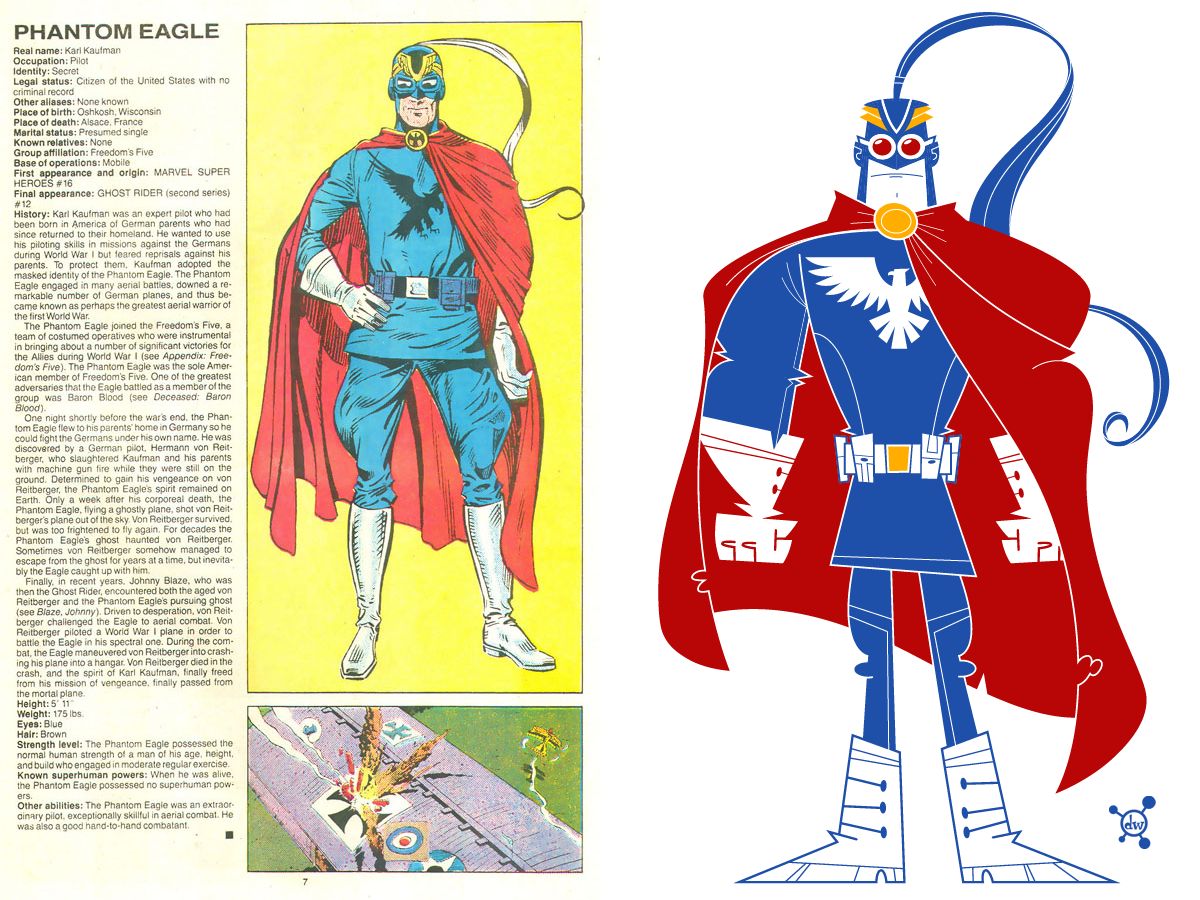 PHANTOM EAGLE
Real name: Karl Kaufman
Occupation: Pilot
Identity: Secret
Legal status: Citizen of the United States with no
criminal record
Other aliases: None known
Place of birth: Oshkosh, Wisconsin
Place of death: Alsace, France
Marital status: Presumed single
Known relatives: None
Group affiliation: Freedom's Five
Base of operations: Mobile
First appearance and origin: MARVEL SUPER
HEROES #16
Final appearance: GHOST RIDER (second series)
#12
History: Karl Kaufman was an expert pilot who had
been born in America of German parents who had
since returned to their homeland. He wanted to use
his piloting skills in missions against the Germans
during World War I but feared reprisals against his
parents. To protect them, Kaufman adopted the
masked identity of the Phantom Eagle. The Phantom
Eagle engaged in many aerial battles, downed a re-
markable number of German planes, and thus be-
came known as perhaps the greatest aerial warrior of
the first World War.
The Phantom Eagle joined the Freedom's Five, a
team of costumed operatives who were instrumental
in bringing about a number of significant victories for
the Allies during World War I (see Appendix: Free-
dom's Five). The Phantom Eagle was the sole Ame-
rican member of Freedom's Five. One of the greatest
adversaries that the Eagle battled as a member of the
group was Baron Blood (see Deceased: Baron
Blood).
One night shortly before the war's end, the Phan-
tom Eagle flew to his parents' home in Germany so he
could fight the Germans under his own name. He was
discovered by a German pilot, Hermann von Reit-
berger, who slaughtered Kaufman and his parents
with machine gun fire while they were still on the
ground. Determined to gain his vengeance on von
Reitberger, the Phantom Eagle's spirit remained on
Earth. Only a week after his corporeal death, the
Phantom Eagle, flying a ghostly plane, shot von Reit-
berger's plane out of the sky. Von Reitberger survived,
but was too frightened to fly again. For decades the
Phantom Eagle's ghost haunted von Reitberger.
Sometimes von Reitberger somehow managed to
escape from the ghost for years at a time, but inevita-
bly the Eagle caught up with him.
Finally, in recent years, Johnny Blaze, who was
then the Ghost Rider, encountered both the aged von
Reitberger and the Phantom Eagle's pursuing ghost
(see Blaze, Johnny). Driven to desperation, von Reit-
berger challenged the Eagle to aerial combat. Von
Reitberger piloted a World War I plane in order to
battle the Eagle in his spectral one. During the com-
bat, the Eagle maneuvered von Reitberger into crash-
ing his plane into a hangar. Von Reitberger died in the
crash, and the spirit of Karl Kaufman, finally freed
from his mission of vengeance, finally passed from
the mortal plane.
Height: 5' 11"
Weight: 175 lbs.
Eyes: Blue
Hair: Brown
Strength level: The Phantom Eagle possessed the
normal human strength of a man of his age, height,
and build who engaged in moderate regular exercise.
Known superhuman powers: When he was alive,
the Phantom Eagle possessed no superhuman pow-
ers.
Other abilities: The Phantom Eagle was an extraor-
dinary pilot, exceptionally skillful in aerial combat. He
was also a good hand-to-hand combatant.
7
dw